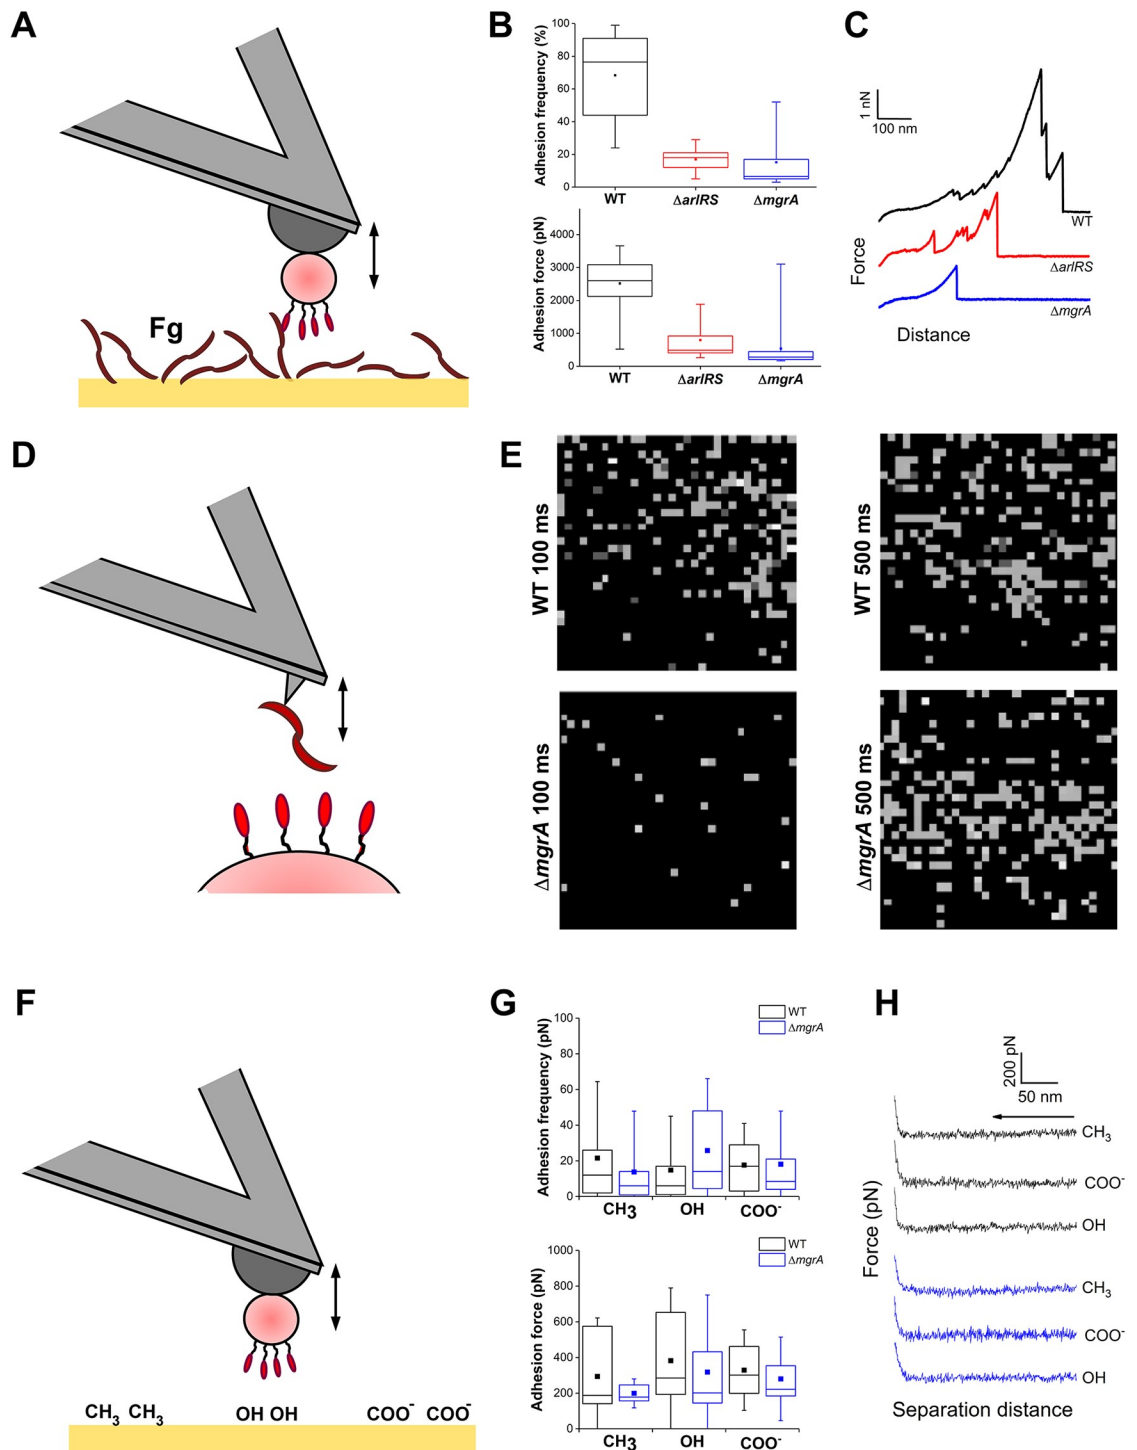 A
Fg
B
Adhesion frequency (%)
100
80
60
40
20
0
WT
ΔarlRS
ΔmgrA
Adhesion force (pN)
4000
3000
2000
1000
0
WT
ΔarlRS
ΔmgrA
C
1 nN
100 nm
Force
WT
ΔarlRS
ΔmgrA
Distance
D
E
WT 100 ms
WT 500 ms
ΔmgrA 100 ms
ΔmgrA 500 ms
F
CH₃ CH₃ OH OH COO⁻ COO⁻
G
WT
ΔmgrA
Adhesion frequency (pN)
100
80
60
40
20
0
CH3 OH COO⁻
WT
ΔmgrA
Adhesion force (pN)
1000
800
600
400
200
0
CH3 OH COO⁻
H
200 pN
50 nm
Force (pN)
CH₃
COO⁻
OH
CH₃
COO⁻
OH
Separation distance